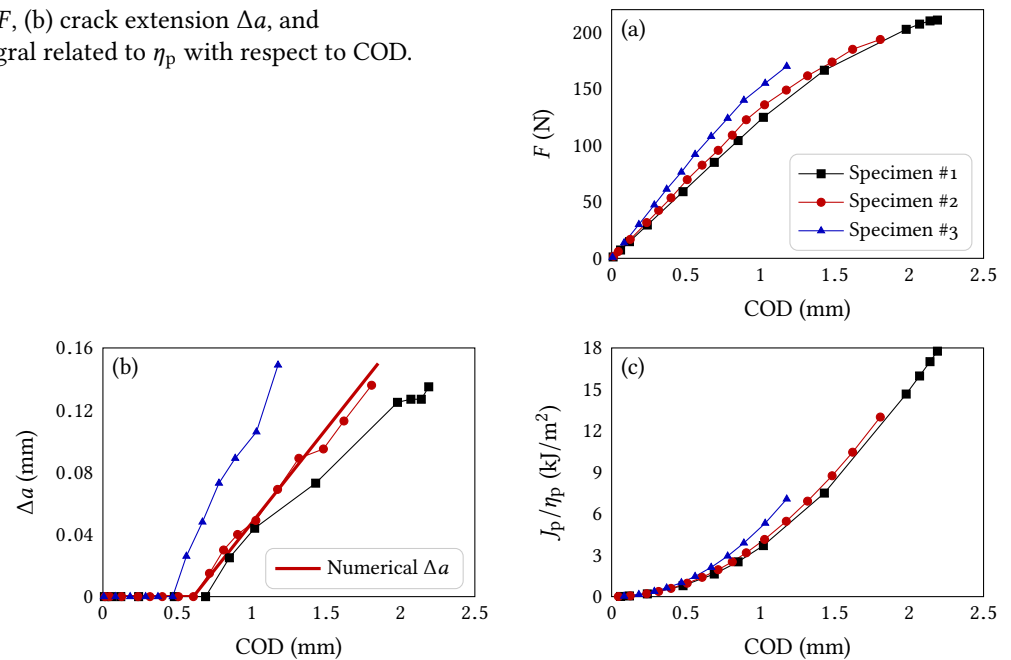 F, (b) crack extension Δa, and
gral related to ηp with respect to COD.
(a)
200
150
100
50
0
F (N)
Specimen #1
Specimen #2
Specimen #3
0 0.5 1 1.5 2 2.5
COD (mm)
(b)
0.16
0.12
0.08
0.04
0
Δa (mm)
Numerical Δa
0 0.5 1 1.5 2 2.5
COD (mm)
(c)
18
15
12
9
6
3
0
Jp/ηp (kJ/m²)
0 0.5 1 1.5 2 2.5
COD (mm)